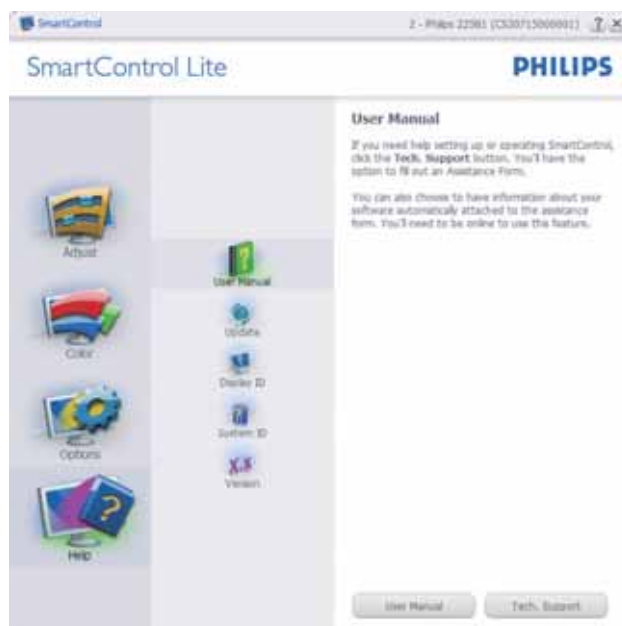 SmartControl
2 - Philips 225B1 (CS30715000001) ? X
SmartControl Lite
PHILIPS
Adjust
Color
Options
Help
User Manual
Update
Display ID
System ID
Version
User Manual
If you need help setting up or operating SmartControl,
click the Tech. Support button. You'll have the
option to fill out an Assistance Form.
You can also choose to have information about your
software automatically attached to the assistance
form. You'll need to be online to use this feature.
User Manual
Tech. Support